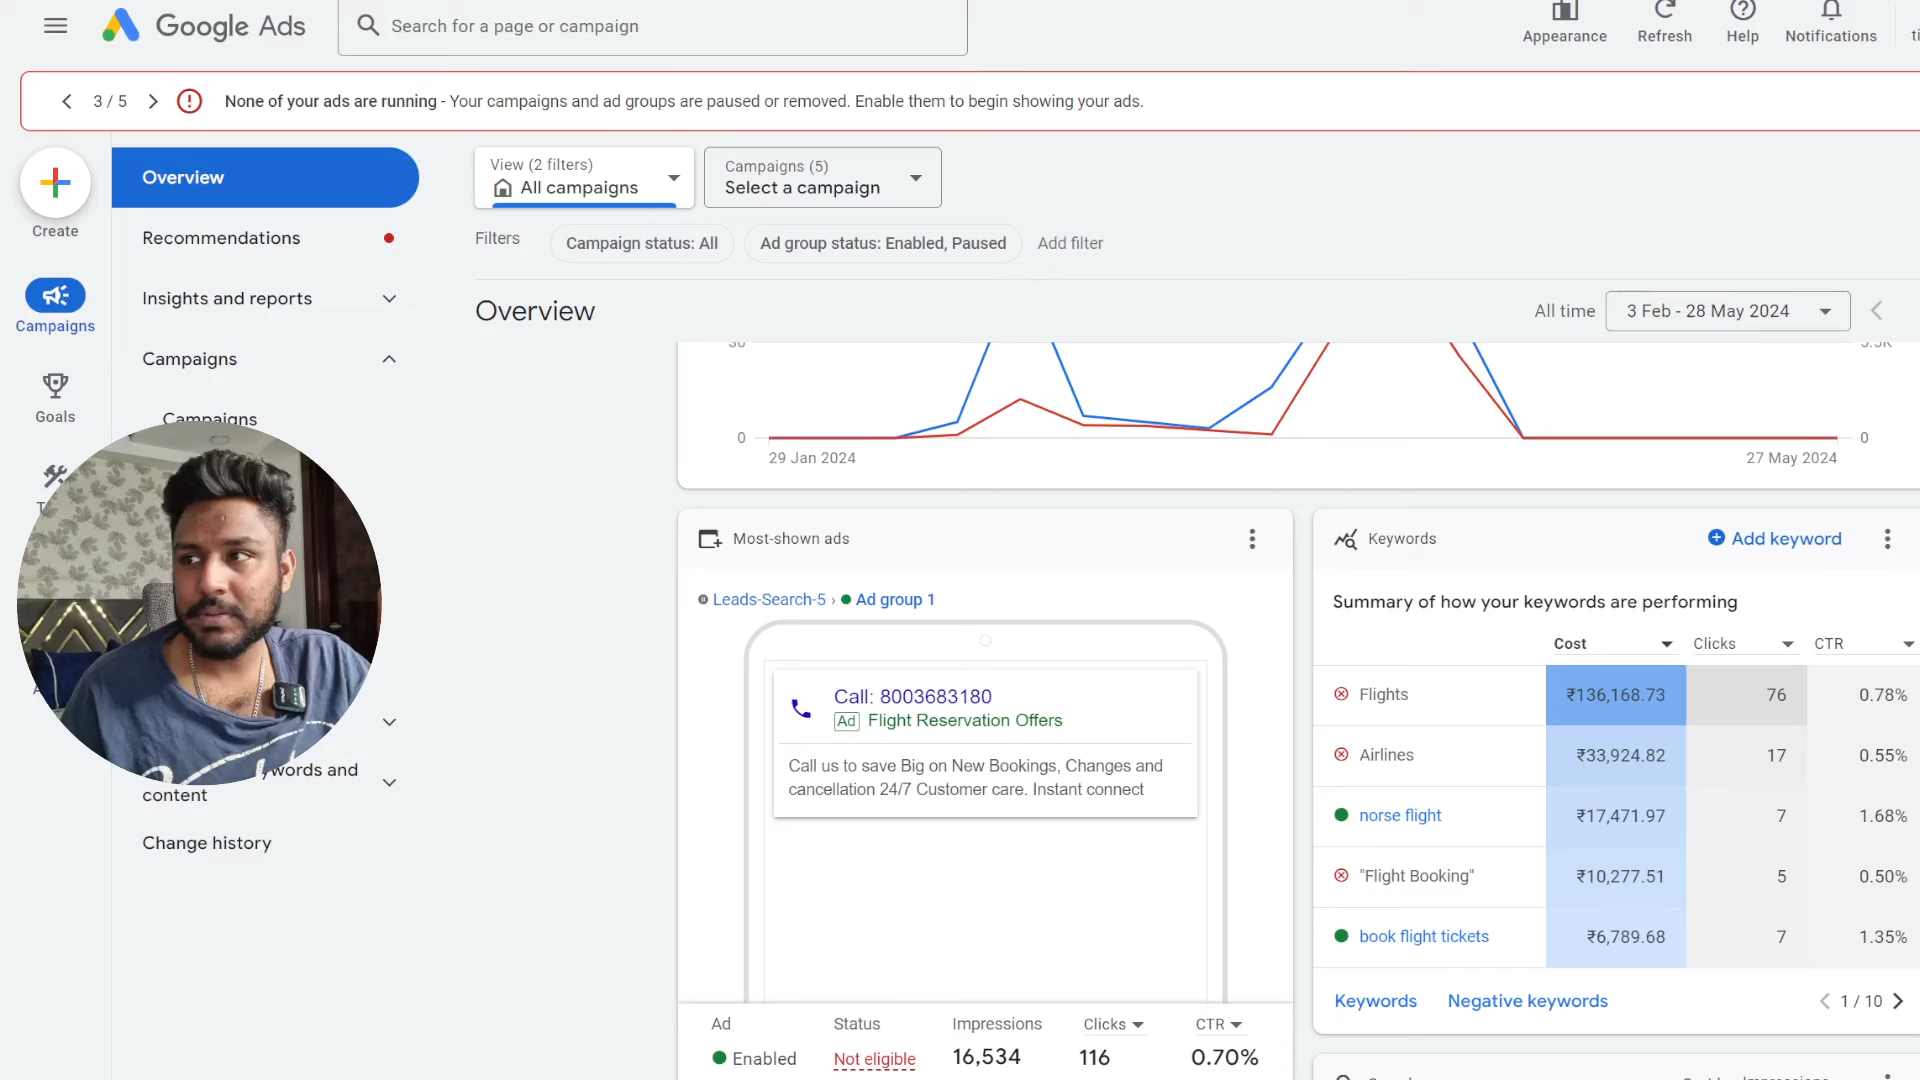 Google Ads
Search for a page or campaign
Appearance
Refresh
Help
Notifications
3 / 5
None of your ads are running - Your campaigns and ad groups are paused or removed. Enable them to begin showing your ads.
Create
Campaigns
Goals
Overview
Recommendations
Insights and reports
Campaigns
Campaigns
content
Change history
View (2 filters)
All campaigns
Campaigns (5)
Select a campaign
Filters
Campaign status: All
Ad group status: Enabled, Paused
Add filter
Overview
All time
3 Feb - 28 May 2024
0
0
29 Jan 2024
27 May 2024
Most-shown ads
Leads-Search-5 › Ad group 1
Call: 8003683180
Ad Flight Reservation Offers
Call us to save Big on New Bookings, Changes and
cancellation 24/7 Customer care. Instant connect
Ad Status Impressions Clicks CTR
Enabled Not eligible 16,534 116 0.70%
Keywords
Add keyword
Summary of how your keywords are performing
Cost Clicks CTR
Flights ₹136,168.73 76 0.78%
Airlines ₹33,924.82 17 0.55%
norse flight ₹17,471.97 7 1.68%
"Flight Booking" ₹10,277.51 5 0.50%
book flight tickets ₹6,789.68 7 1.35%
Keywords
Negative keywords
1 / 10